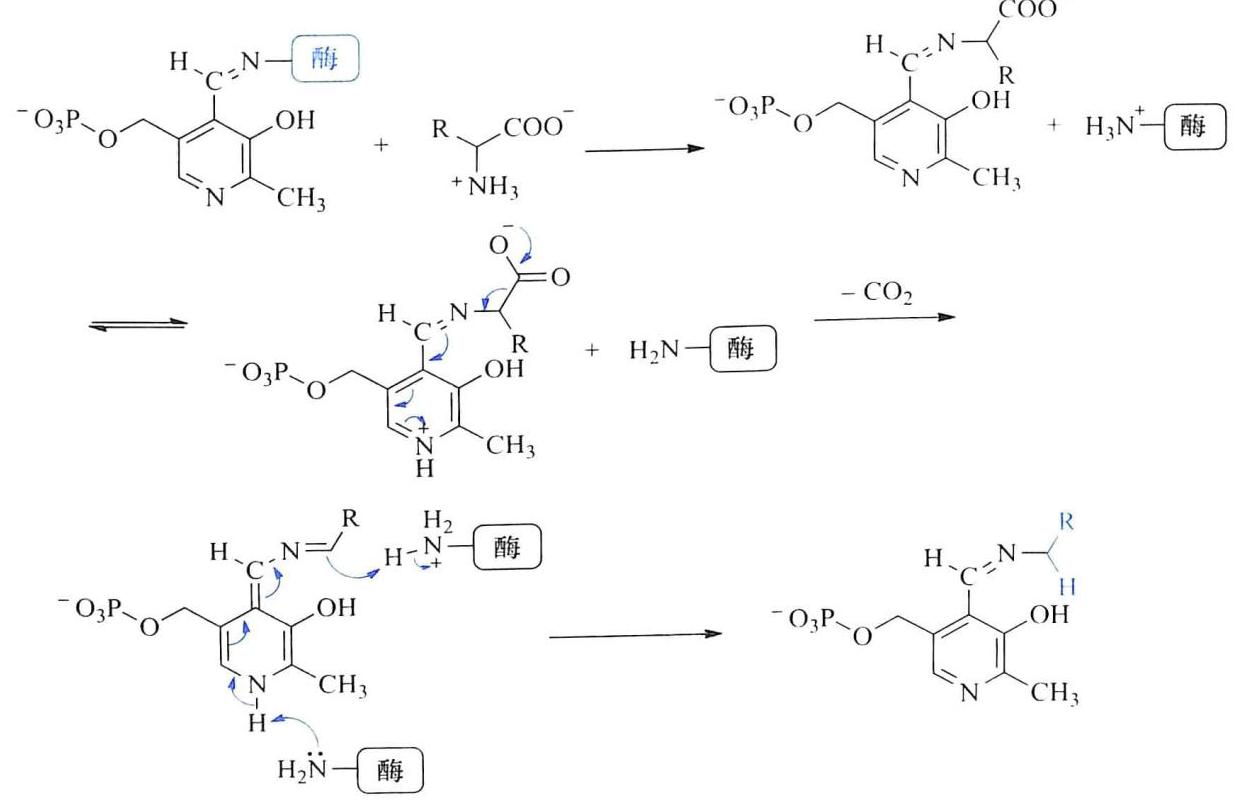 COO
H N 酶 H N
C C R
⁻O₃P O OH + R COO⁻ ⁻O₃P O OH + H₃N⁺ 酶
N CH₃ ⁺NH₃ N CH₃
O⁻
O
H N
C R − CO₂
⁻O₃P O OH + H₂N 酶
N⁺ CH₃
H
R
H N H₂
C H N⁺ 酶
⁻O₃P O OH
N CH₃
H
H₂N̈ 酶
R
H N
C H
⁻O₃P O OH
N CH₃